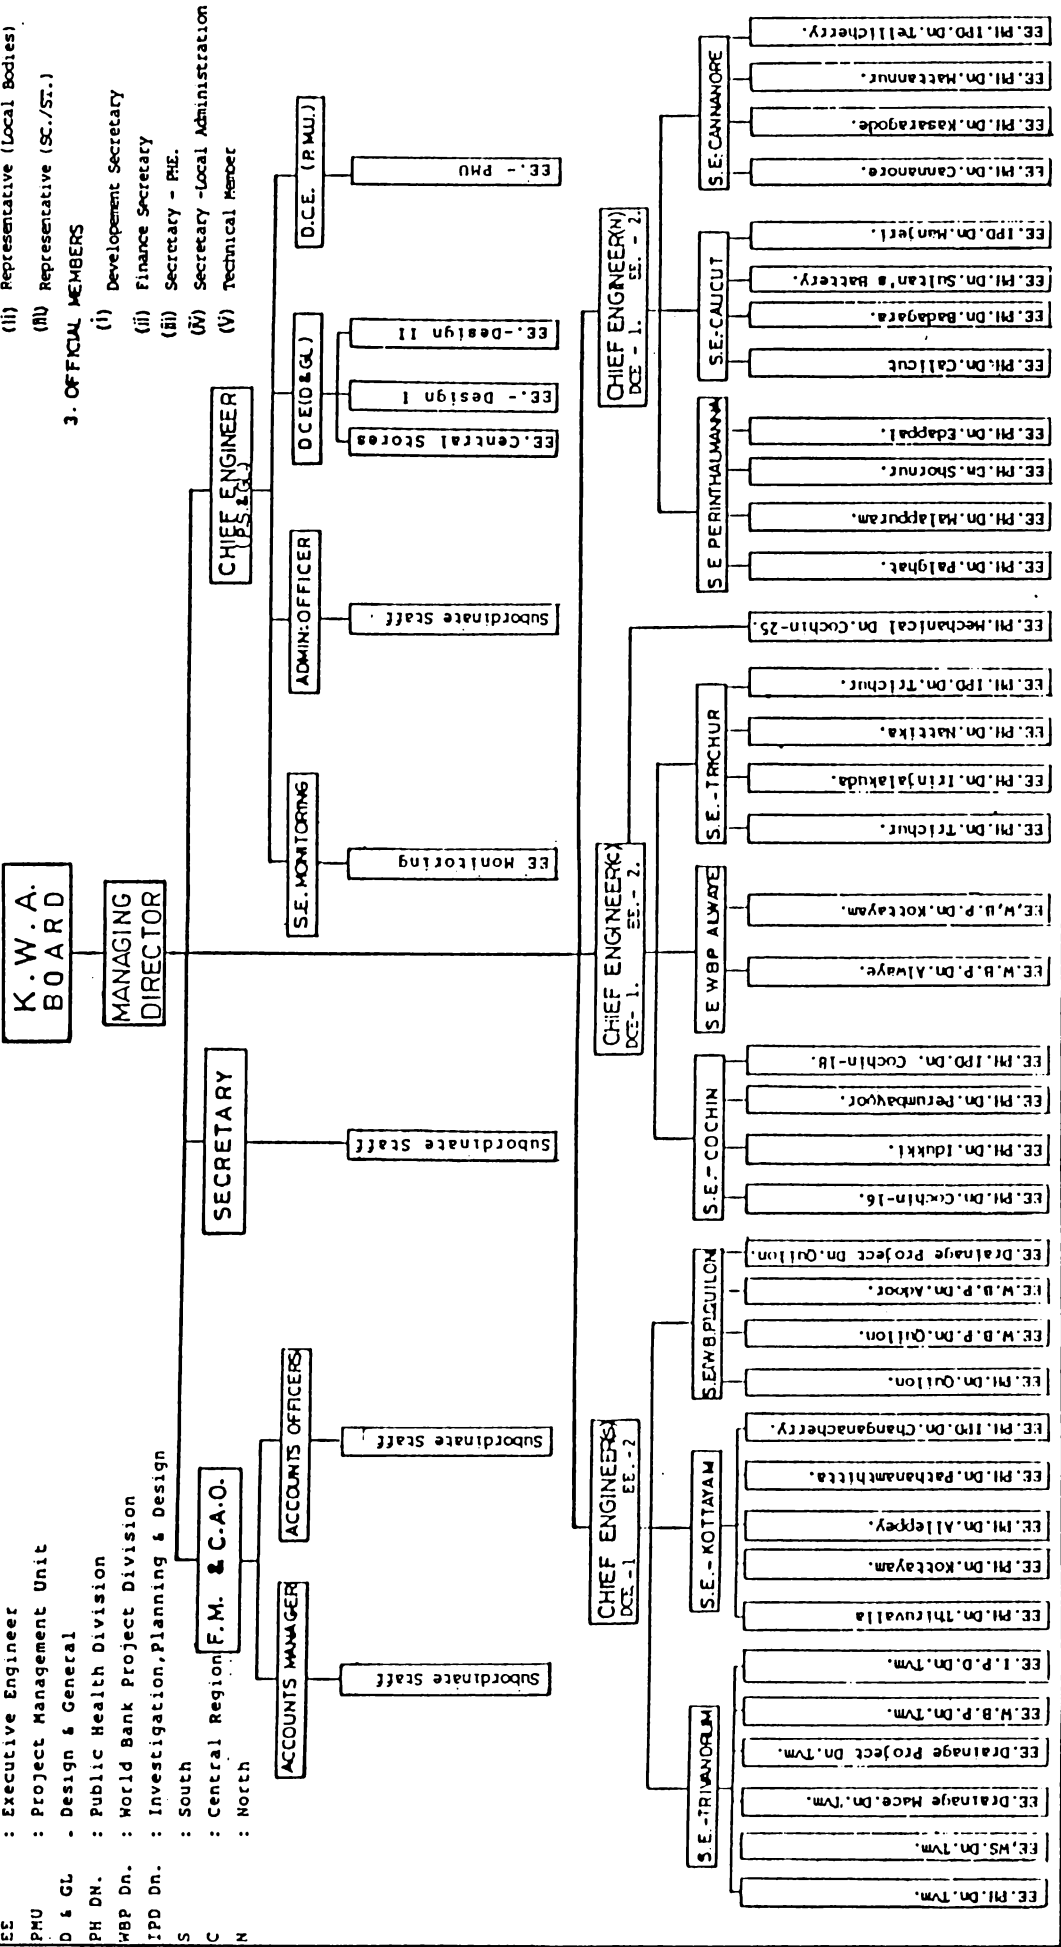 EE : Executive Engineer
PMU : Project Management Unit
D & GL - Design & General
PH DN. : Public Health Division
WBP Dn. : World Bank Project Division
IPD Dn. : Investigation,Planning & Design
S : South
C : Central Region
N : North
(ii) Representative (Local Bodies)
(iii) Representative (SC./ST.)
3. OFFICIAL MEMBERS
(i) Developement Secretary
(ii) Finance Secretary
(iii) Secretary - PHE.
(iv) Secretary -Local Administration
(V) Technical Member
K.W.A.
BOARD
MANAGING
DIRECTOR
F.M. & C.A.O.
SECRETARY
CHIEF ENGINEER
(P.S.& GL.)
ACCOUNTS MANAGER
ACCOUNTS OFFICERS
S.E. MONITORING
ADMIN: OFFICER
D C E (D & GL)
D.C.E. (P.M.U.)
Subordinate Staff
Subordinate Staff
Subordinate Staff
EE Monitoring
Subordinate Staff
EE.Central Stores
EE.- Design I
EE.-Design II
EE.- PMU
CHIEF ENGINEER(S)
DCE -1 EE. -2
CHIEF ENGINEER(C)
DCE- 1. EE. - 2.
CHIEF ENGINEER(N)
DCE - 1. EE. - 2.
S.E.-TRIVANDRUM
S.E.-KOTTAYAM
S.E(W.B.P).QUILON
S.E.-COCHIN
S E WBP ALWAYE
S.E.-TRICHUR
S E PERINTHALMANNA
S.E-CALICUT
S.E:CANNANORE
EE.PH.Dn.Tvm.
EE,WS.Dn.Tvm.
EE.Drainage Mace.Dn.Tvm.
EE.Drainage Project Dn.Tvm.
EE.W.B.P.Dn.Tvm.
EE.I.P.D.Dn.Tvm.
EE.PH.Dn.Thiruvalla
EE.PH.Dn.Kottayam.
EE.PH.Dn.Alleppey.
EE.PH.Dn.Pathanamthitta.
EE.PH.IPD.Dn.Changanacherry.
EE.PH.Dn.Quilon.
EE.W.B.P.Dn.Quilon.
EE.W.B.P.Dn.Adoor.
EE.Drainage Project Dn.Quilon.
EE.PH.Dn.Cochin-16.
EE.PH.Dn.Idukki.
EE.PH.Dn.Perumbavoor.
EE.PH.IPD.Dn. Cochin-18.
EE.W.B.P.Dn.Alwaye.
EE,W,B.P.Dn.Kottayam.
EE.PH.Dn.Trichur.
EE.PH.Dn.Irinjalakuda.
EE.PH.Dn.Nattika.
EE.PH.IPD.Dn.Trichur.
EE.PH.Mechanical Dn.Cochin-25.
EE.PH.Dn.Palghat.
EE.PH.Dn.Malappuram.
EE.PH.Dn.Shornur.
EE.PH.Dn.Edappal.
EE.PH.Dn.Calicut
EE.PH.Dn.Badagara.
EE.PH.Dn.Sultan's Battery.
EE.PH.IPD.Dn.Manjeri.
EE.PH.Dn.Cannanore.
EE.PH.Dn.Kasaragode.
EE.PH.Dn.Mattannur.
EE.PH.IPD.Dn.Tellicherry.